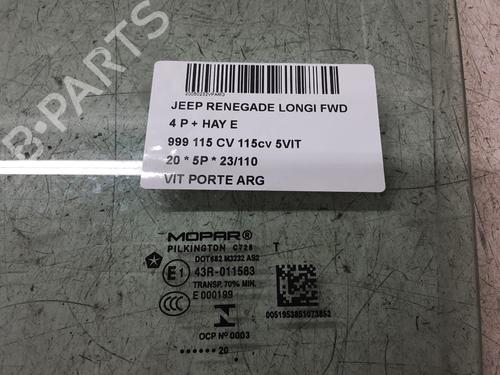 B-PARTS
20050232VPARG
JEEP RENEGADE LONGI FWD
4 P + HAY E
999 115 CV 115cv 5VIT
20 * 5P * 23/110
VIT PORTE ARG
MOPAR®
PILKINGTON C728 T
DOT682 M3232 AS2
E1 43R-011583
TRANSP. 70% MIN.
E 000199
CCC
OCP Nº 0003
•••••• 20
0051953851073853